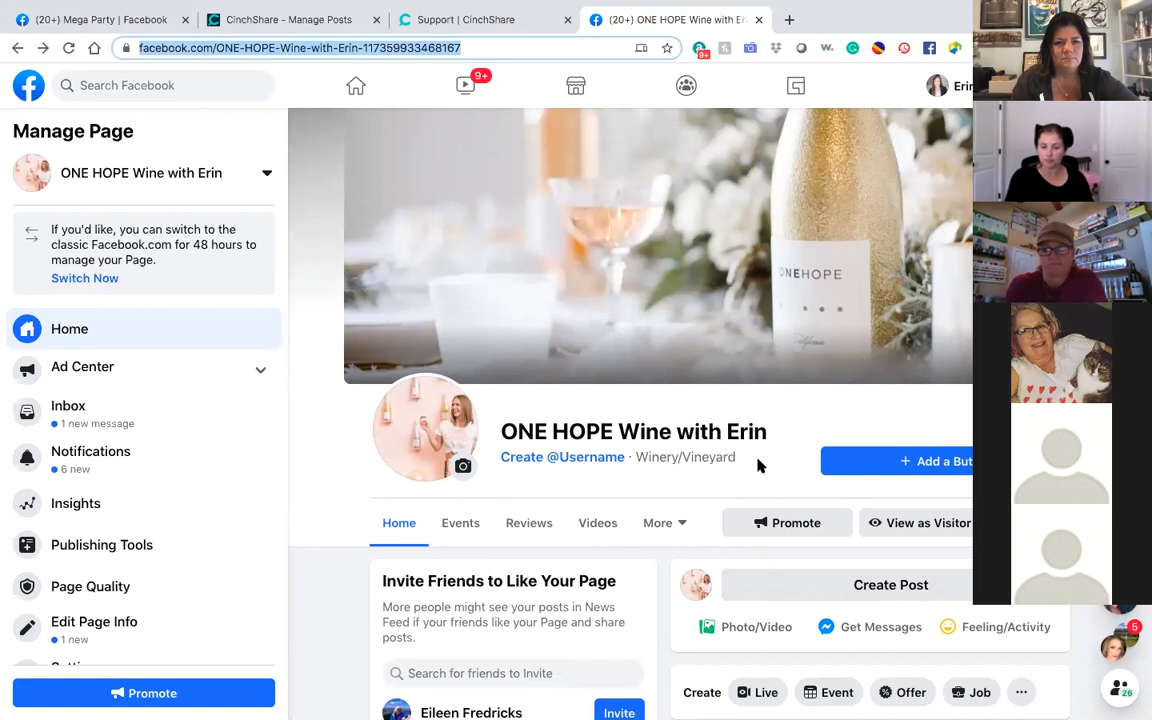 (20+) Mega Party | Facebook
CinchShare - Manage Posts
Support | CinchShare
(20+) ONE HOPE Wine with Eri
facebook.com/ONE-HOPE-Wine-with-Erin-117359933468167
9+
Search Facebook
9+
Erin
Manage Page
ONE HOPE Wine with Erin
If you'd like, you can switch to the
classic Facebook.com for 48 hours to
manage your Page.
Switch Now
Home
Ad Center
Inbox
1 new message
Notifications
6 new
Insights
Publishing Tools
Page Quality
Edit Page Info
1 new
Promote
ONEHOPE
California
ONE HOPE Wine with Erin
Create @Username · Winery/Vineyard
+ Add a But
Home
Events
Reviews
Videos
More
Promote
View as Visitor
Invite Friends to Like Your Page
More people might see your posts in News
Feed if your friends like your Page and share
posts.
Search for friends to Invite
Eileen Fredricks
Invite
Create Post
Photo/Video
Get Messages
Feeling/Activity
Create
Live
Event
Offer
Job
5
26